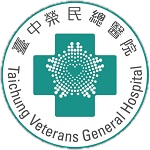 臺中榮民總醫院
Taichung Veterans General Hospital